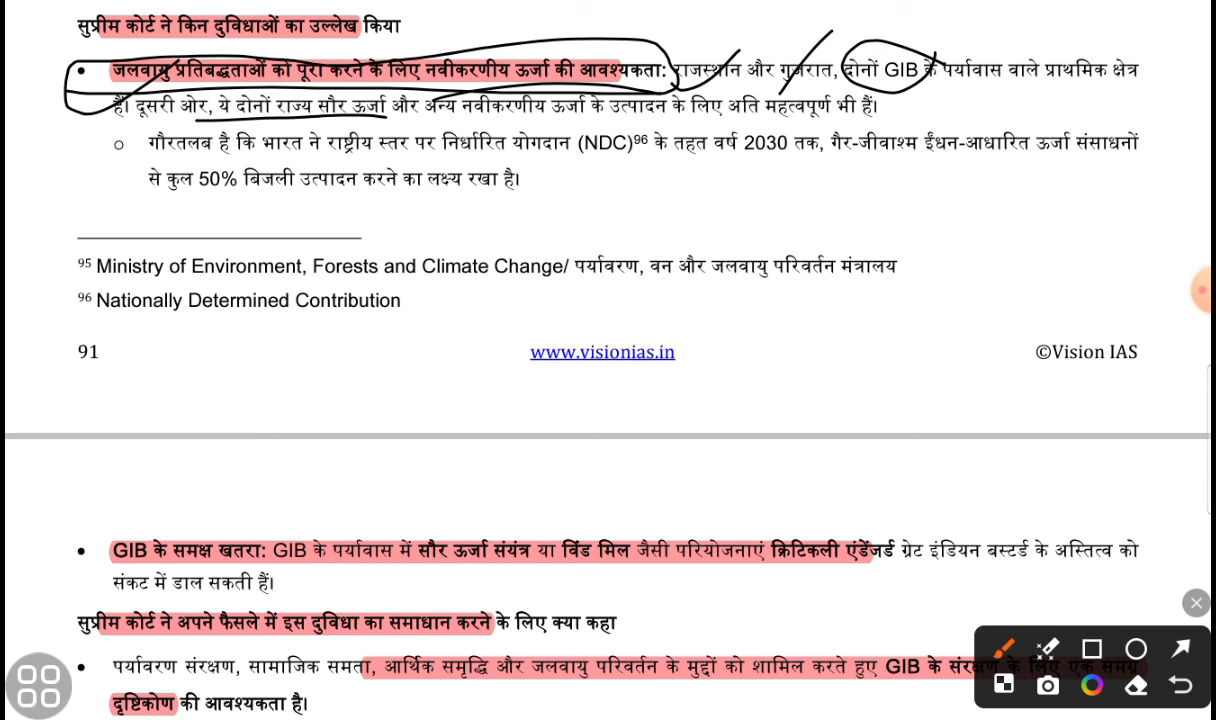 सुप्रीम कोर्ट ने किन दुविधाओं का उल्लेख किया
• जलवायु प्रतिबद्धताओं को पूरा करने के लिए नवीकरणीय ऊर्जा की आवश्यकता: राजस्थान और गुजरात, दोनों GIB के पर्यावास वाले प्राथमिक क्षेत्र
हैं। दूसरी ओर, ये दोनों राज्य सौर ऊर्जा और अन्य नवीकरणीय ऊर्जा के उत्पादन के लिए अति महत्वपूर्ण भी हैं।
o गौरतलब है कि भारत ने राष्ट्रीय स्तर पर निर्धारित योगदान (NDC)⁹⁶ के तहत वर्ष 2030 तक, गैर-जीवाश्म ईंधन-आधारित ऊर्जा संसाधनों
से कुल 50% बिजली उत्पादन करने का लक्ष्य रखा है।
⁹⁵ Ministry of Environment, Forests and Climate Change/ पर्यावरण, वन और जलवायु परिवर्तन मंत्रालय
⁹⁶ Nationally Determined Contribution
91 www.visionias.in ©Vision IAS
• GIB के समक्ष खतरा: GIB के पर्यावास में सौर ऊर्जा संयंत्र या विंड मिल जैसी परियोजनाएं क्रिटिकली एंडेंजर्ड ग्रेट इंडियन बस्टर्ड के अस्तित्व को
संकट में डाल सकती हैं।
सुप्रीम कोर्ट ने अपने फैसले में इस दुविधा का समाधान करने के लिए क्या कहा
• पर्यावरण संरक्षण, सामाजिक समता, आर्थिक समृद्धि और जलवायु परिवर्तन के मुद्दों को शामिल करते हुए GIB के संरक्षण के लिए एक समग्र
दृष्टिकोण की आवश्यकता है।